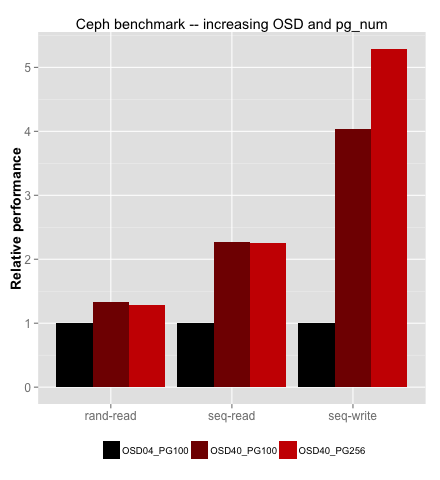 Ceph benchmark -- increasing OSD and pg_num
Relative performance
5
4
3
2
1
0
rand-read
seq-read
seq-write
OSD04_PG100
OSD40_PG100
OSD40_PG256